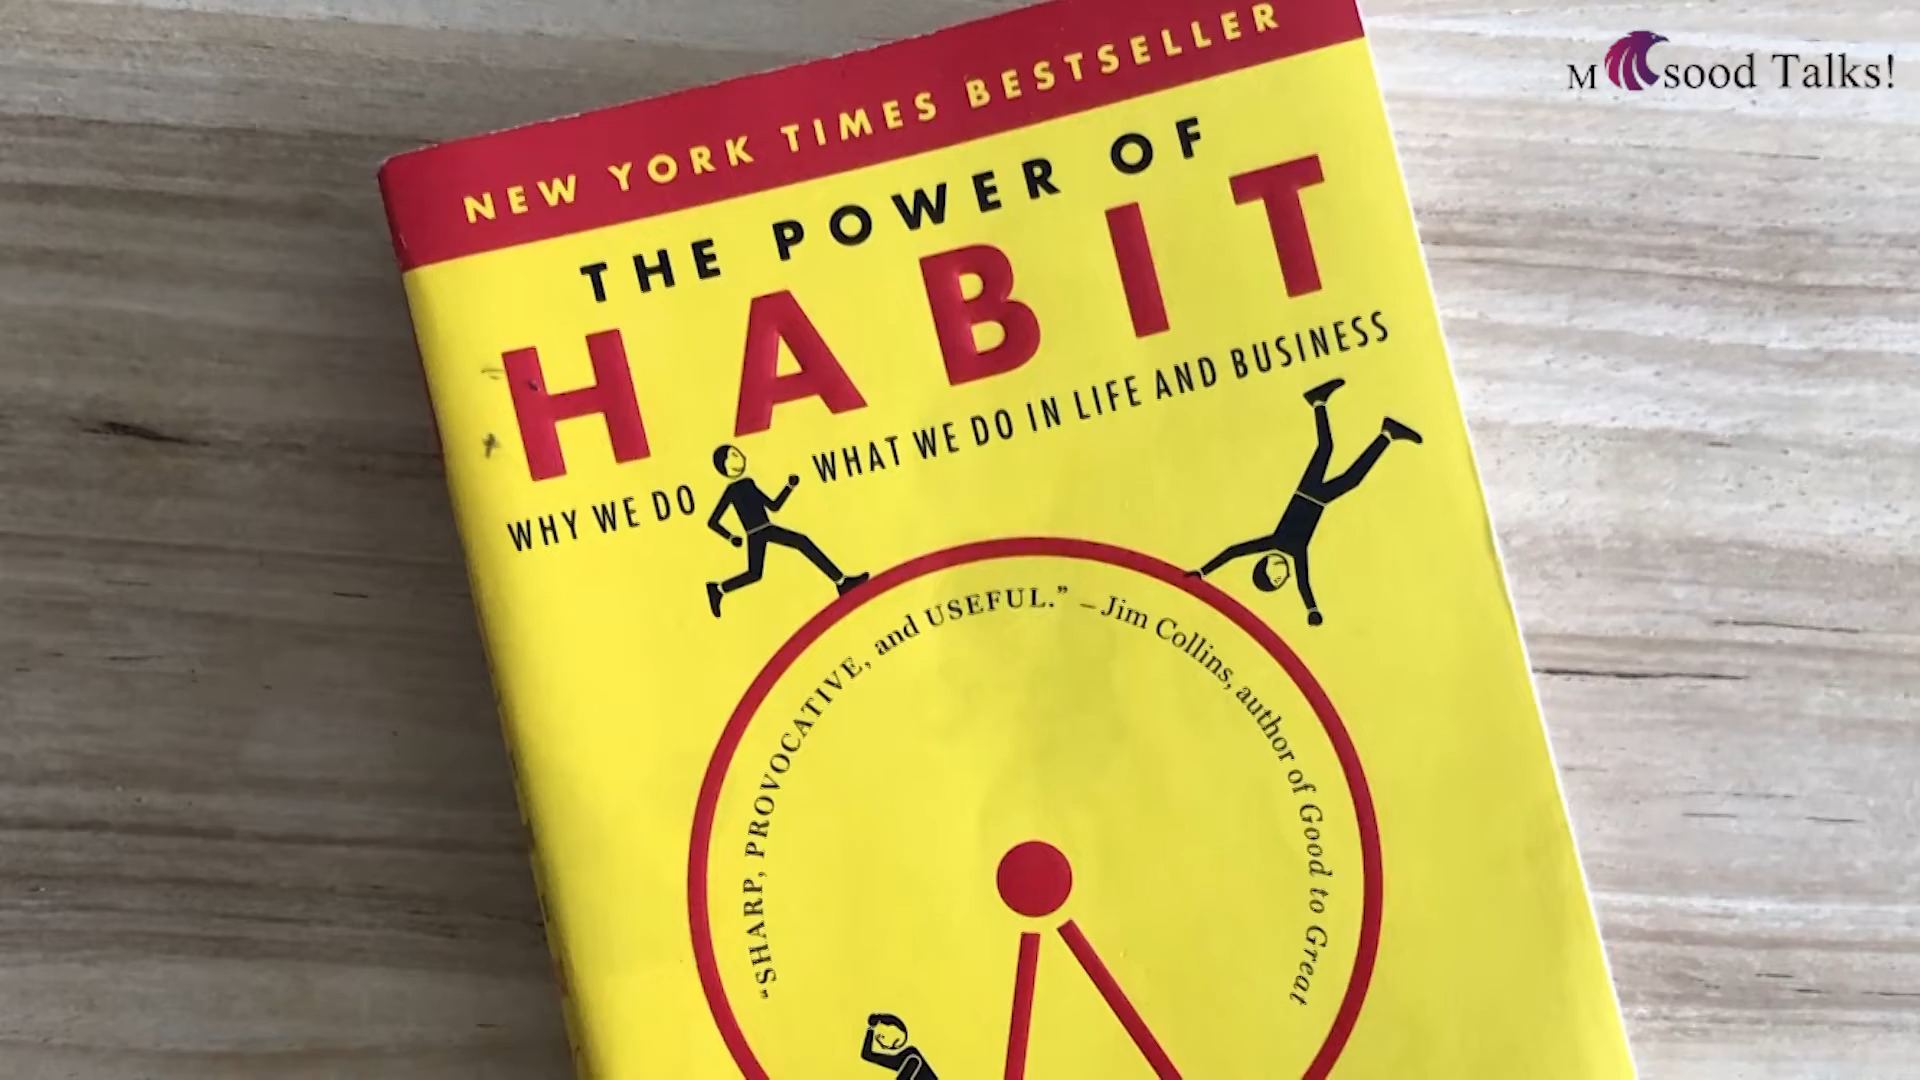 M sood Talks!
NEW YORK TIMES BESTSELLER
THE POWER OF
HABIT
WHY WE DO WHAT WE DO IN LIFE AND BUSINESS
“SHARP, PROVOCATIVE, and USEFUL.” – Jim Collins, author of Good to Great